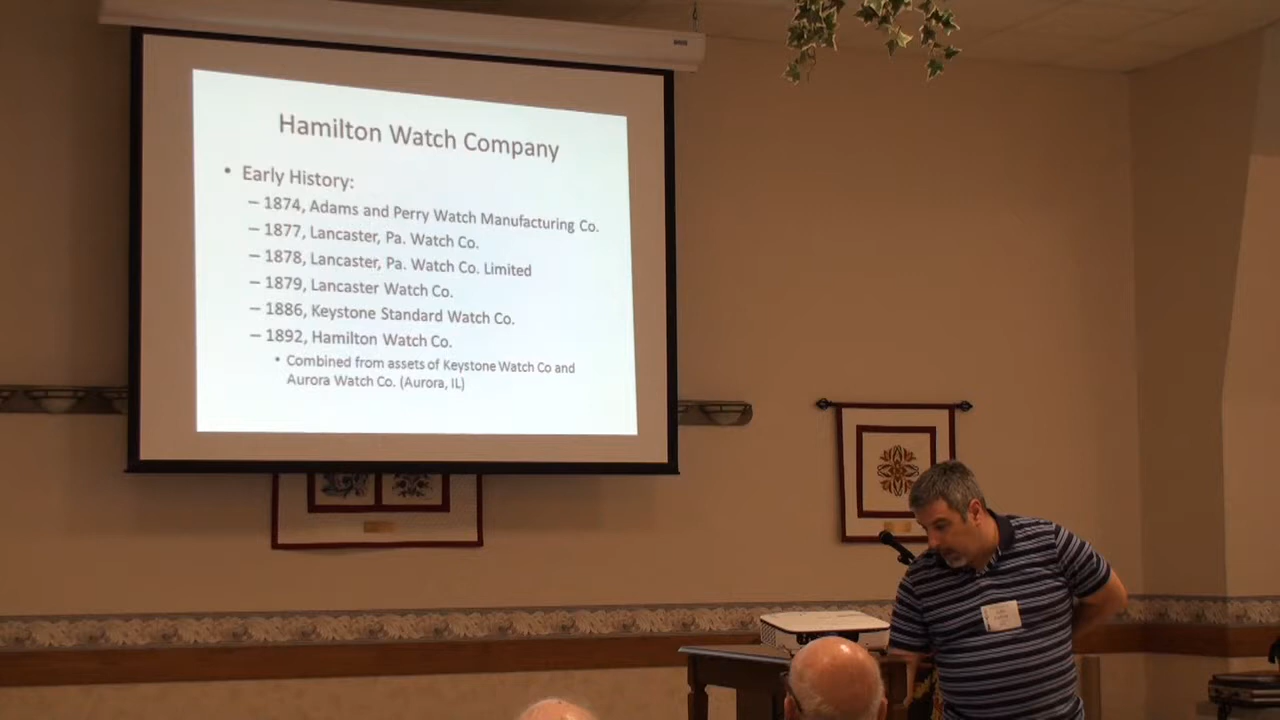 Hamilton Watch Company
• Early History:
– 1874, Adams and Perry Watch Manufacturing Co.
– 1877, Lancaster, Pa. Watch Co.
– 1878, Lancaster, Pa. Watch Co. Limited
– 1879, Lancaster Watch Co.
– 1886, Keystone Standard Watch Co.
– 1892, Hamilton Watch Co.
• Combined from assets of Keystone Watch Co and
Aurora Watch Co. (Aurora, IL)